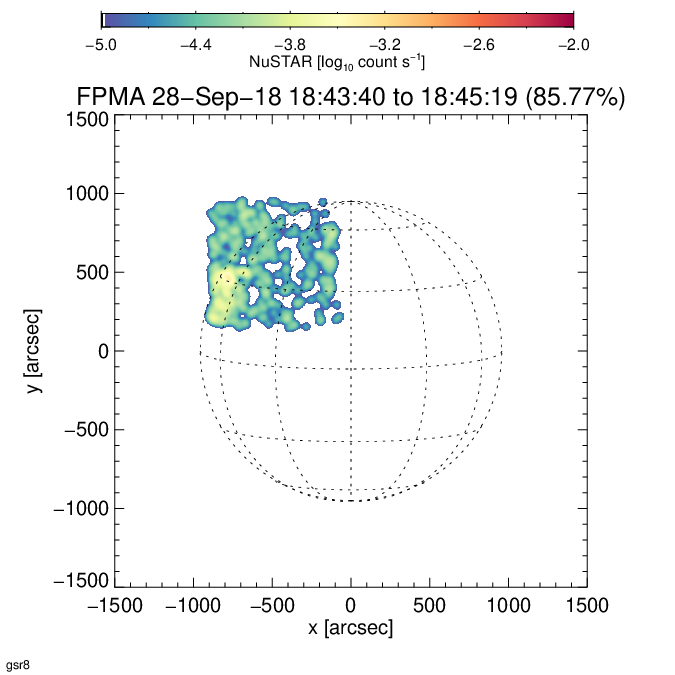 −5.0 −4.4 −3.8 −3.2 −2.6 −2.0
NuSTAR [log₁₀ count s⁻¹]
FPMA 28−Sep−18 18:43:40 to 18:45:19 (85.77%)
1500
1000
500
0
−500
−1000
−1500
y [arcsec]
−1500 −1000 −500 0 500 1000 1500
x [arcsec]
gsr8